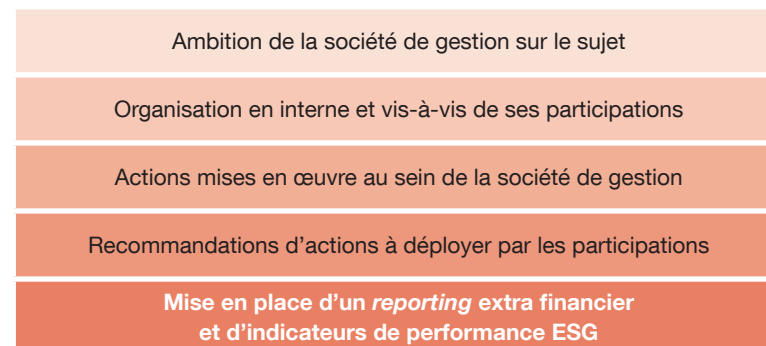 Ambition de la société de gestion sur le sujet
Organisation en interne et vis-à-vis de ses participations
Actions mises en œuvre au sein de la société de gestion
Recommandations d’actions à déployer par les participations
Mise en place d’un reporting extra financier
et d’indicateurs de performance ESG